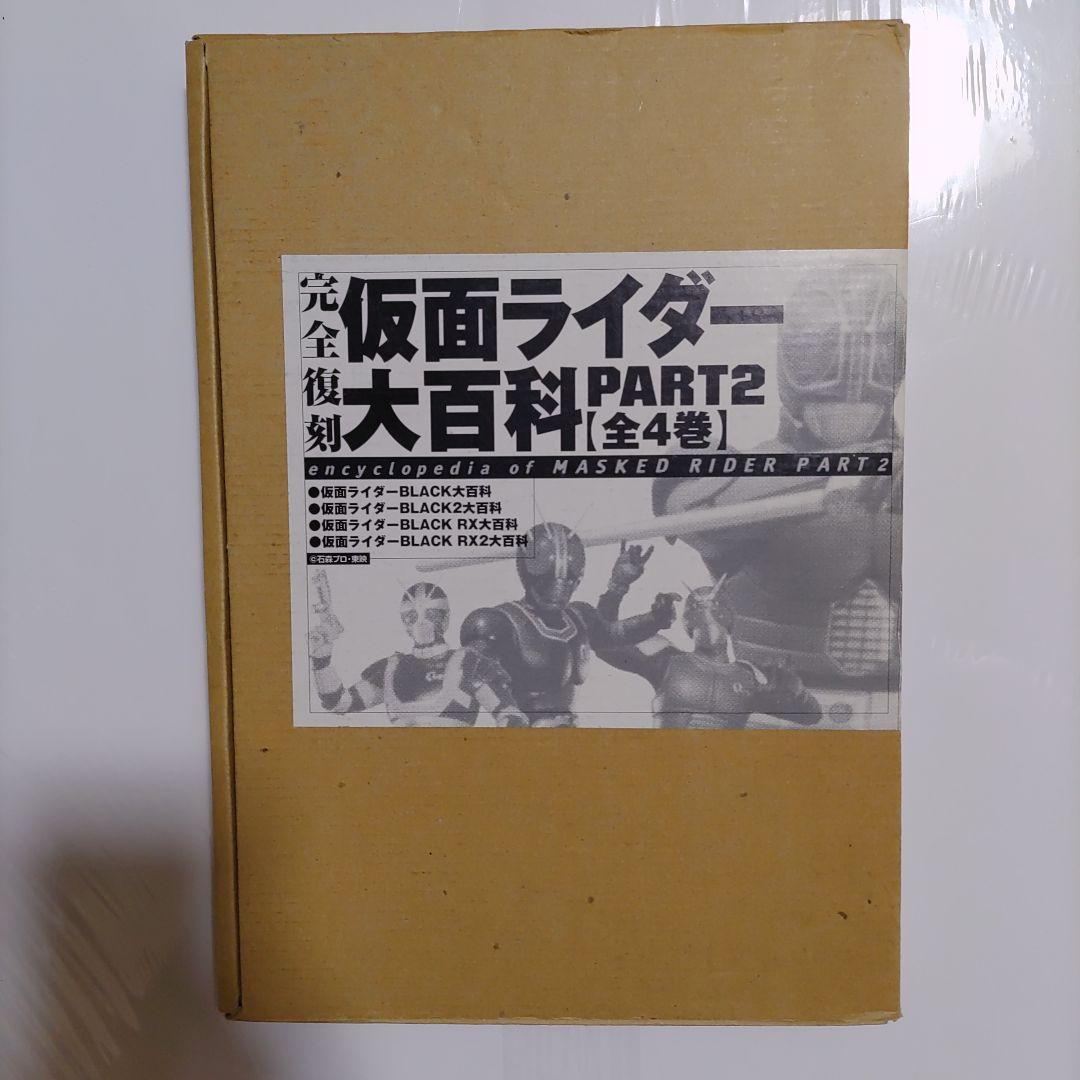 完全復刻
仮面ライダー
大百科PART2
【全4巻】
encyclopedia of MASKED RIDER PART 2
●仮面ライダーBLACK大百科
●仮面ライダーBLACK2大百科
●仮面ライダーBLACK RX大百科
●仮面ライダーBLACK RX2大百科
©石森プロ・東映